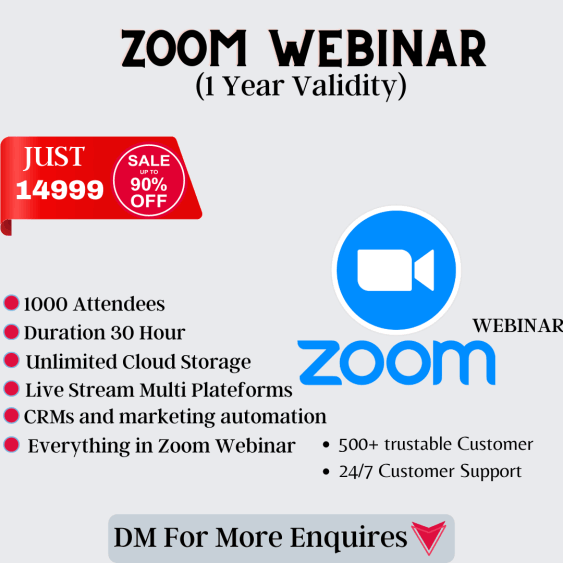 ZOOM WEBINAR
(1 Year Validity)
JUST
14999
SALE
UP TO
90%
OFF
1000 Attendees
Duration 30 Hour
Unlimited Cloud Storage
Live Stream Multi Plateforms
CRMs and marketing automation
Everything in Zoom Webinar
WEBINAR
zoom
• 500+ trustable Customer
• 24/7 Customer Support
DM For More Enquires